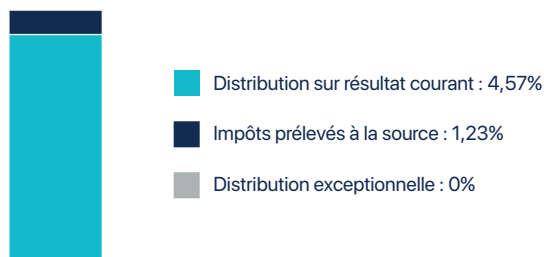 Distribution sur résultat courant : 4,57%
Impôts prélevés à la source : 1,23%
Distribution exceptionnelle : 0%